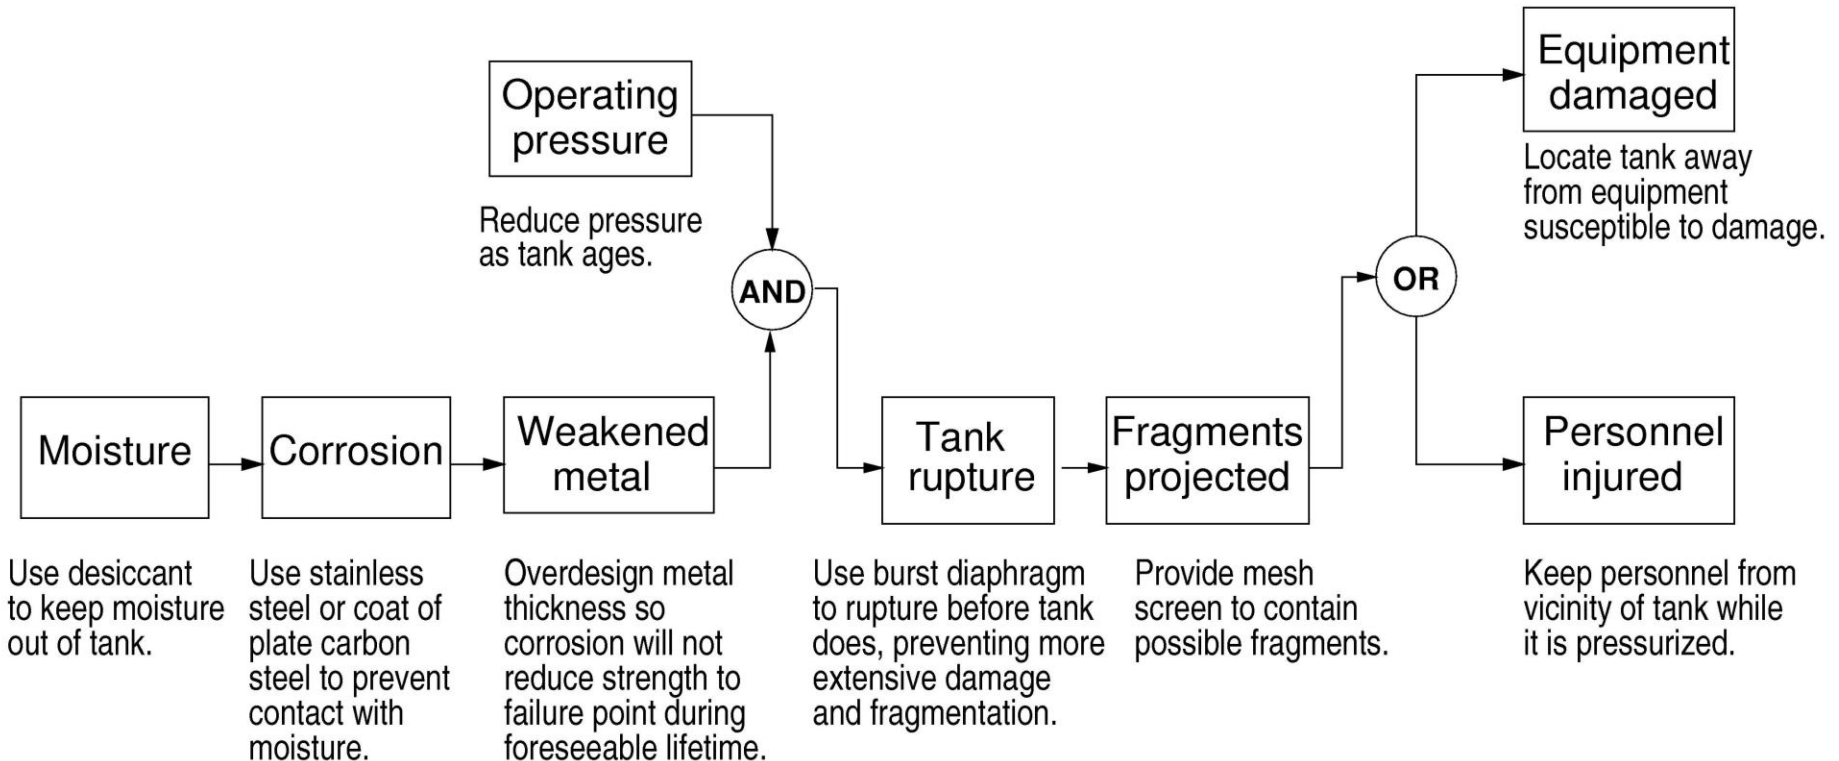 Equipment
damaged
Locate tank away
from equipment
susceptible to damage.
Operating
pressure
Reduce pressure
as tank ages.
AND
OR
Moisture
Use desiccant
to keep moisture
out of tank.
Corrosion
Use stainless
steel or coat of
plate carbon
steel to prevent
contact with
moisture.
Weakened
metal
Overdesign metal
thickness so
corrosion will not
reduce strength to
failure point during
foreseeable lifetime.
Tank
rupture
Use burst diaphragm
to rupture before tank
does, preventing more
extensive damage
and fragmentation.
Fragments
projected
Provide mesh
screen to contain
possible fragments.
Personnel
injured
Keep personnel from
vicinity of tank while
it is pressurized.